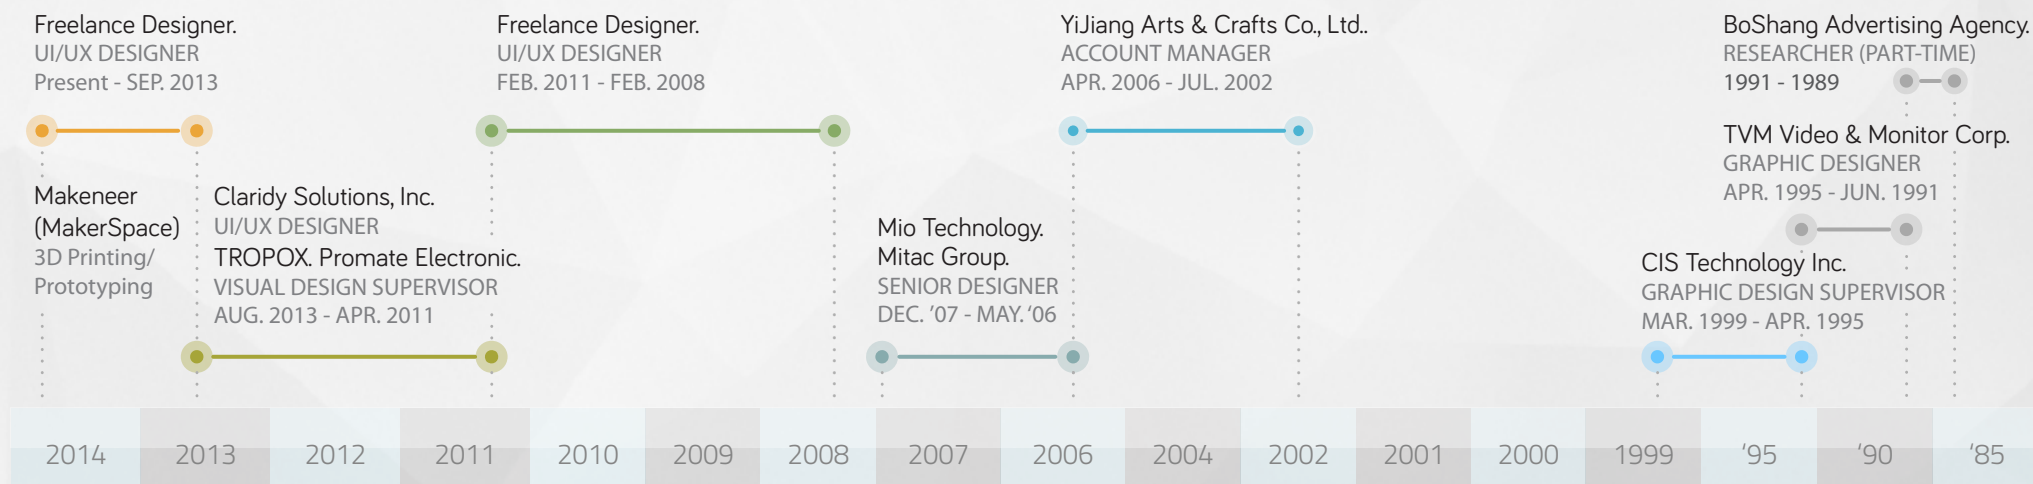 Freelance Designer.
UI/UX DESIGNER
Present - SEP. 2013
Freelance Designer.
UI/UX DESIGNER
FEB. 2011 - FEB. 2008
YiJiang Arts & Crafts Co., Ltd..
ACCOUNT MANAGER
APR. 2006 - JUL. 2002
BoShang Advertising Agency.
RESEARCHER (PART-TIME)
1991 - 1989
TVM Video & Monitor Corp.
GRAPHIC DESIGNER
APR. 1995 - JUN. 1991
Makeneer
(MakerSpace)
3D Printing/
Prototyping
Claridy Solutions, Inc.
UI/UX DESIGNER
TROPOX. Promate Electronic.
VISUAL DESIGN SUPERVISOR
AUG. 2013 - APR. 2011
Mio Technology.
Mitac Group.
SENIOR DESIGNER
DEC. '07 - MAY. '06
CIS Technology Inc.
GRAPHIC DESIGN SUPERVISOR
MAR. 1999 - APR. 1995
2014 2013 2012 2011 2010 2009 2008 2007 2006 2004 2002 2001 2000 1999 '95 '90 '85